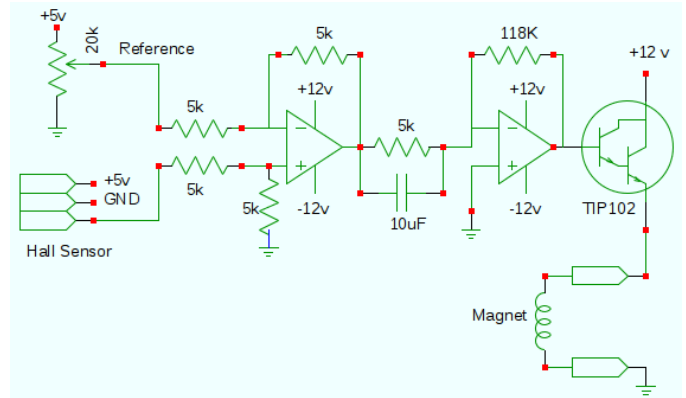 +5v
20k
Reference
5k
118K
+12 v
+12v
+12v
5k
5k
−
+
−
+
5k
+5v
GND
5k
-12v
10uF
-12v
TIP102
Hall Sensor
Magnet